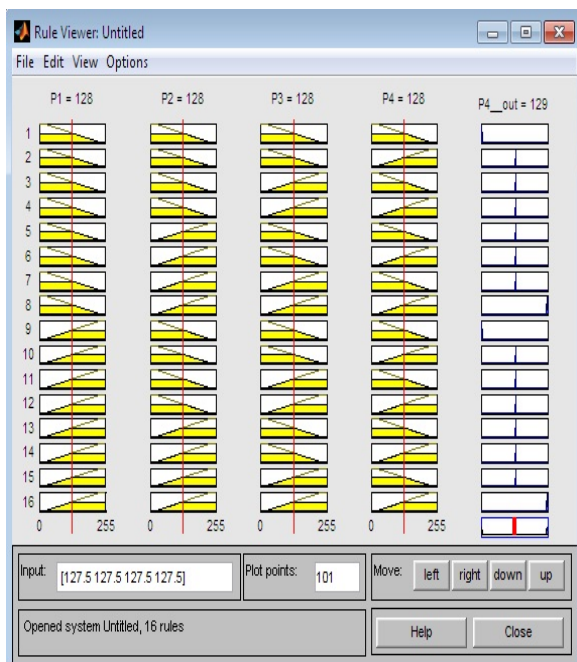 Rule Viewer: Untitled
File Edit View Options
P1 = 128 P2 = 128 P3 = 128 P4 = 128 P4__out = 129
1
2
3
4
5
6
7
8
9
10
11
12
13
14
15
16
0 255 0 255 0 255 0 255
Input: [127.5 127.5 127.5 127.5] Plot points: 101 Move: left right down up
Opened system Untitled, 16 rules Help Close